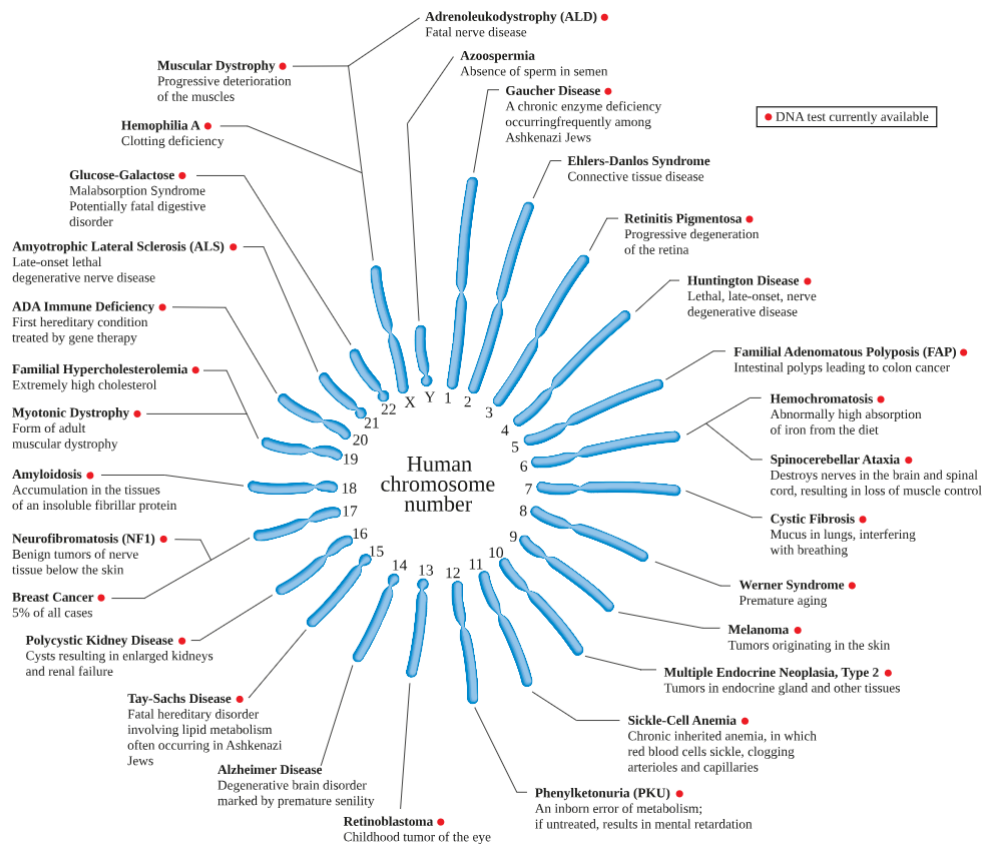 Adrenoleukodystrophy (ALD)
Fatal nerve disease
Azoospermia
Absence of sperm in semen
Gaucher Disease
A chronic enzyme deficiency
occurringfrequently among
Ashkenazi Jews
DNA test currently available
Ehlers-Danlos Syndrome
Connective tissue disease
Retinitis Pigmentosa
Progressive degeneration
of the retina
Huntington Disease
Lethal, late-onset, nerve
degenerative disease
Familial Adenomatous Polyposis (FAP)
Intestinal polyps leading to colon cancer
Hemochromatosis
Abnormally high absorption
of iron from the diet
Spinocerebellar Ataxia
Destroys nerves in the brain and spinal
cord, resulting in loss of muscle control
Cystic Fibrosis
Mucus in lungs, interfering
with breathing
Werner Syndrome
Premature aging
Melanoma
Tumors originating in the skin
Multiple Endocrine Neoplasia, Type 2
Tumors in endocrine gland and other tissues
Sickle-Cell Anemia
Chronic inherited anemia, in which
red blood cells sickle, clogging
arterioles and capillaries
Phenylketonuria (PKU)
An inborn error of metabolism;
if untreated, results in mental retardation
Retinoblastoma
Childhood tumor of the eye
Alzheimer Disease
Degenerative brain disorder
marked by premature senility
Tay-Sachs Disease
Fatal hereditary disorder
involving lipid metabolism
often occurring in Ashkenazi
Jews
Polycystic Kidney Disease
Cysts resulting in enlarged kidneys
and renal failure
Breast Cancer
5% of all cases
Neurofibromatosis (NF1)
Benign tumors of nerve
tissue below the skin
Amyloidosis
Accumulation in the tissues
of an insoluble fibrillar protein
Myotonic Dystrophy
Form of adult
muscular dystrophy
Familial Hypercholesterolemia
Extremely high cholesterol
ADA Immune Deficiency
First hereditary condition
treated by gene therapy
Amyotrophic Lateral Sclerosis (ALS)
Late-onset lethal
degenerative nerve disease
Glucose-Galactose
Malabsorption Syndrome
Potentially fatal digestive
disorder
Hemophilia A
Clotting deficiency
Muscular Dystrophy
Progressive deterioration
of the muscles
1
2
3
4
5
6
7
8
9
10
11
12
13
14
15
16
17
18
19
20
21
22
X
Y
Human
chromosome
number